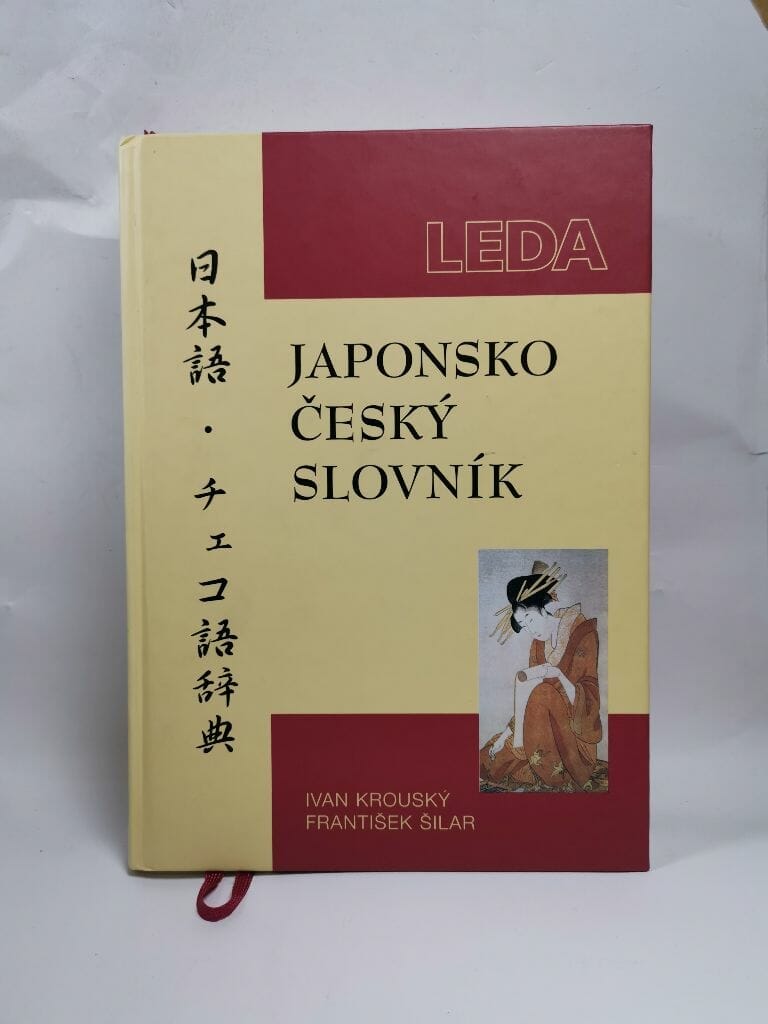 LEDA
日本語・チェコ語辞典
JAPONSKO
ČESKÝ
SLOVNÍK
IVAN KROUSKÝ
FRANTIŠEK ŠILAR